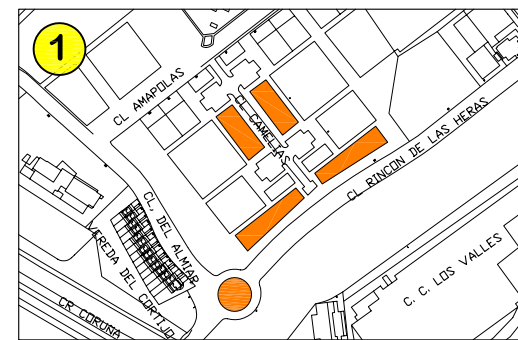 1
CL AMAPOLAS
CL CAMELIAS
CL RINCON DE LAS HERAS
CL. DEL ALMIAR
VEREDA DEL CORTIJO
CR CORUÑA
C. C. LOS VALLES